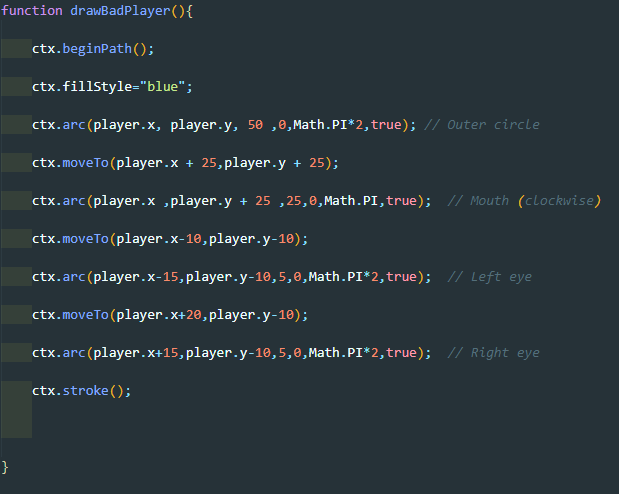 function drawBadPlayer(){
ctx.beginPath();
ctx.fillStyle="blue";
ctx.arc(player.x, player.y, 50 ,0,Math.PI*2,true); // Outer circle
ctx.moveTo(player.x + 25,player.y + 25);
ctx.arc(player.x ,player.y + 25 ,25,0,Math.PI,true);  // Mouth (clockwise)
ctx.moveTo(player.x-10,player.y-10);
ctx.arc(player.x-15,player.y-10,5,0,Math.PI*2,true);  // Left eye
ctx.moveTo(player.x+20,player.y-10);
ctx.arc(player.x+15,player.y-10,5,0,Math.PI*2,true);  // Right eye
ctx.stroke();
}